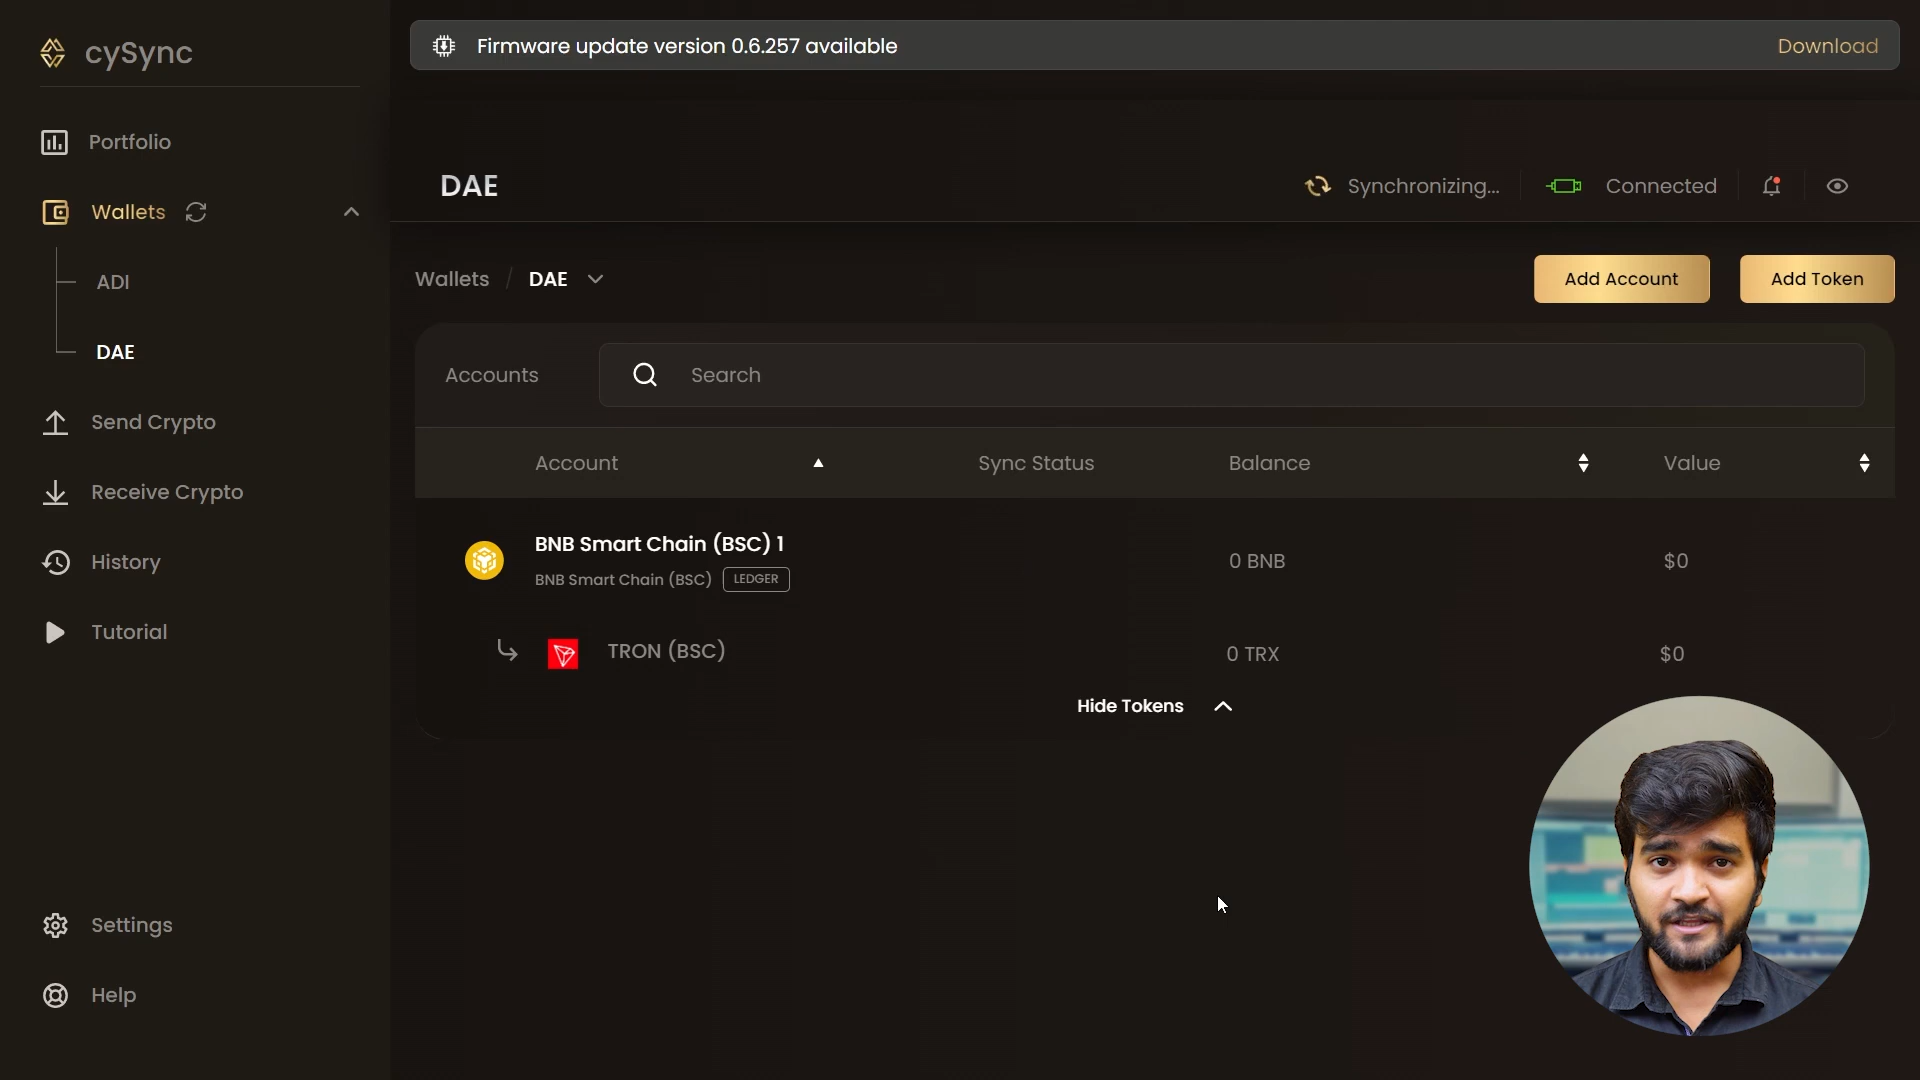 cySync
Firmware update version 0.6.257 available
Download
Portfolio
DAE
Synchronizing...
Connected
Wallets
Wallets / DAE
Add Account
Add Token
ADI
DAE
Accounts
Search
Send Crypto
Account
Sync Status
Balance
Value
Receive Crypto
BNB Smart Chain (BSC) 1
BNB Smart Chain (BSC)
LEDGER
0 BNB
$0
History
Tutorial
TRON (BSC)
0 TRX
$0
Hide Tokens
Settings
Help